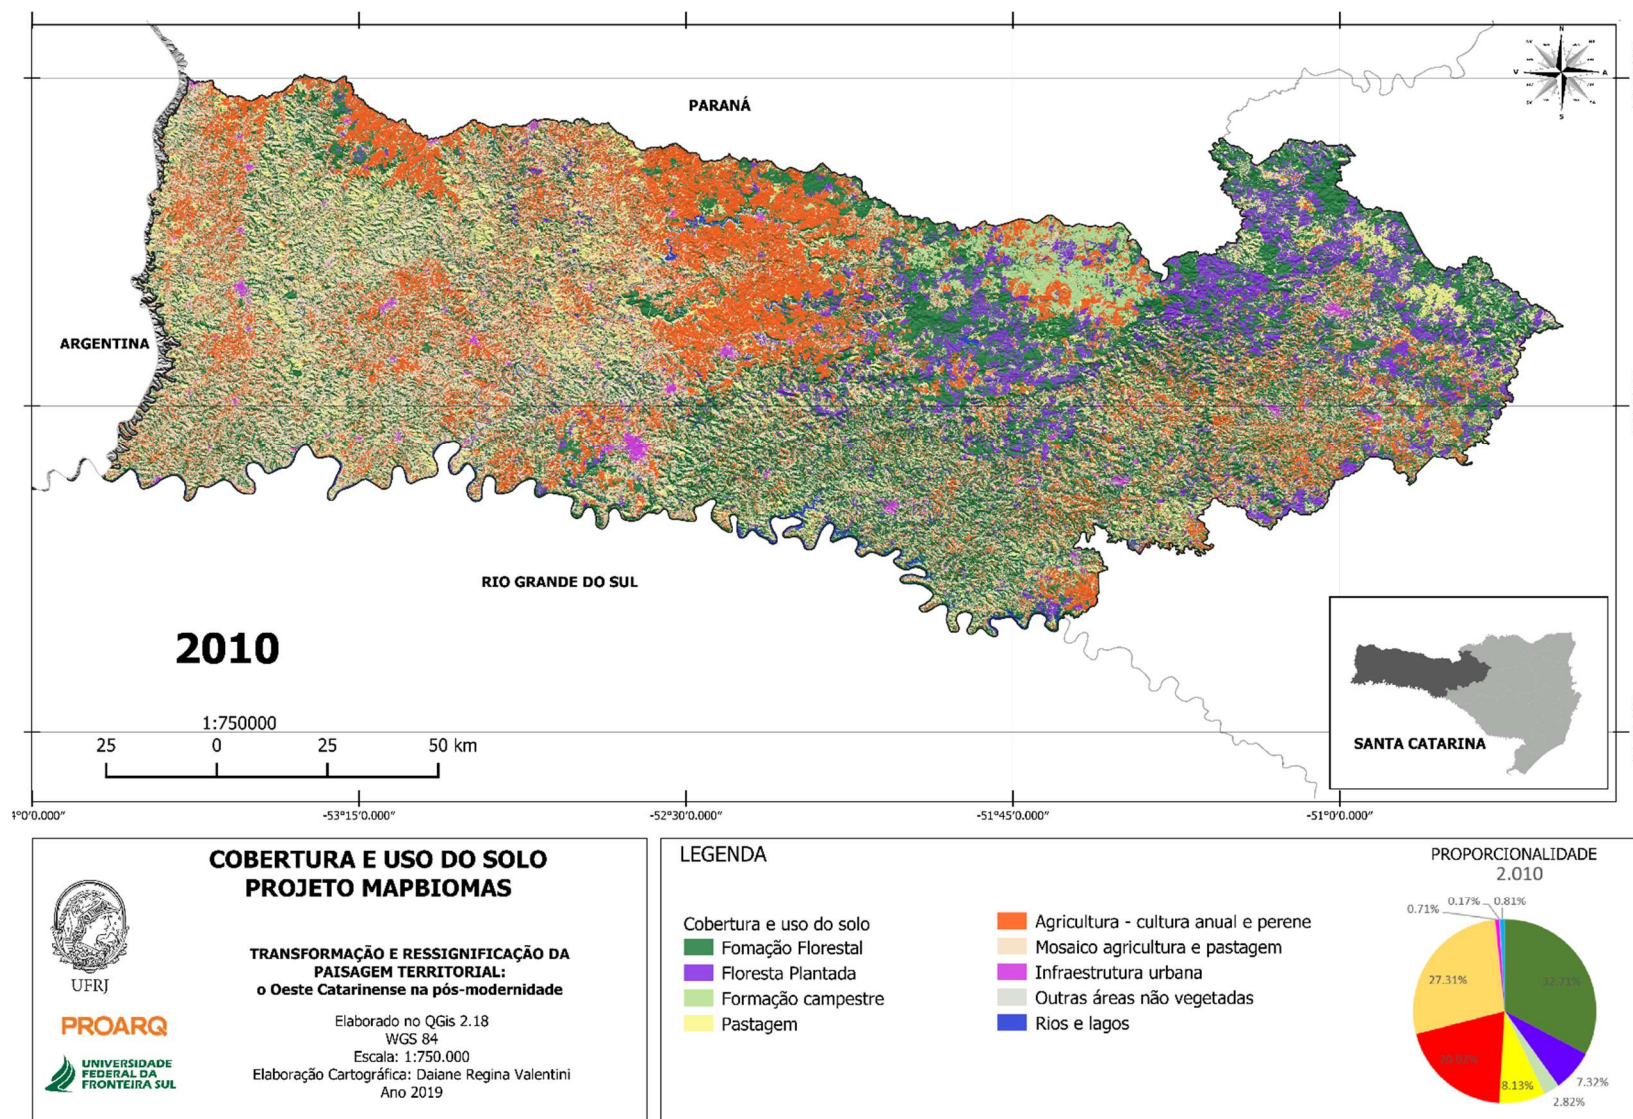 N
V
A
S
PARANÁ
ARGENTINA
RIO GRANDE DO SUL
2010
1:750000
25 0 25 50 km
SANTA CATARINA
-53°15'0.000"
-52°30'0.000"
-51°45'0.000"
-51°0'0.000"
COBERTURA E USO DO SOLO
PROJETO MAPBIOMAS
TRANSFORMAÇÃO E RESSIGNIFICAÇÃO DA
PAISAGEM TERRITORIAL:
o Oeste Catarinense na pós-modernidade
Elaborado no QGis 2.18
WGS 84
Escala: 1:750.000
Elaboração Cartográfica: Daiane Regina Valentini
Ano 2019
UFRJ
PROARQ
UNIVERSIDADE
FEDERAL DA
FRONTEIRA SUL
LEGENDA
Cobertura e uso do solo
Fomação Florestal
Floresta Plantada
Formação campestre
Pastagem
Agricultura - cultura anual e perene
Mosaico agricultura e pastagem
Infraestrutura urbana
Outras áreas não vegetadas
Rios e lagos
PROPORCIONALIDADE
2.010
0.71%
0.17%
0.81%
27.31%
32.71%
8.13%
7.32%
2.82%